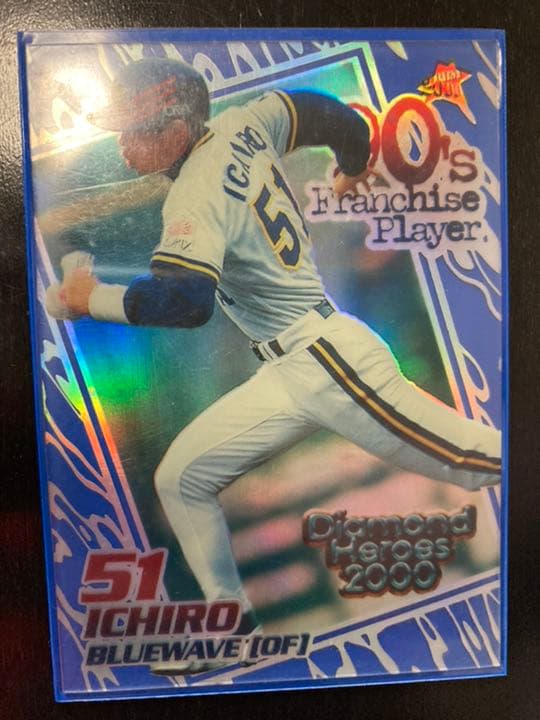 90's
Franchise
Player
ICHIRO
51
Diamond
Heroes
2000
51
ICHIRO
BLUEWAVE [OF]